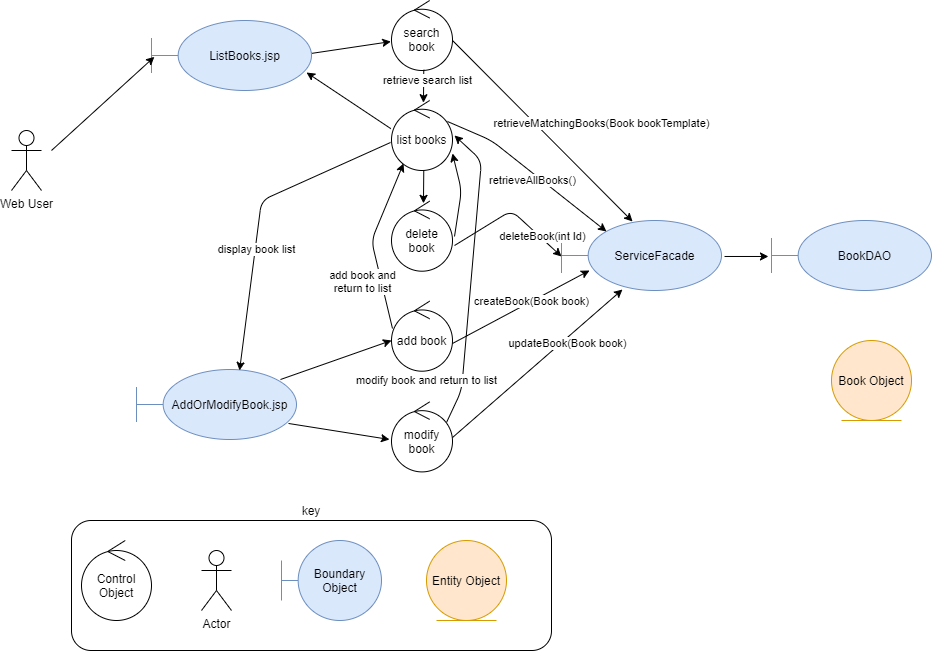 search
book
ListBooks.jsp
retrieve search list
retrieveMatchingBooks(Book bookTemplate)
list books
retrieveAllBooks()
Web User
delete
book
deleteBook(int Id)
display book list
ServiceFacade
BookDAO
add book and
return to list
createBook(Book book)
add book
updateBook(Book book)
modify book and return to list
Book Object
AddOrModifyBook.jsp
modify
book
key
Control
Object
Actor
Boundary
Object
Entity Object